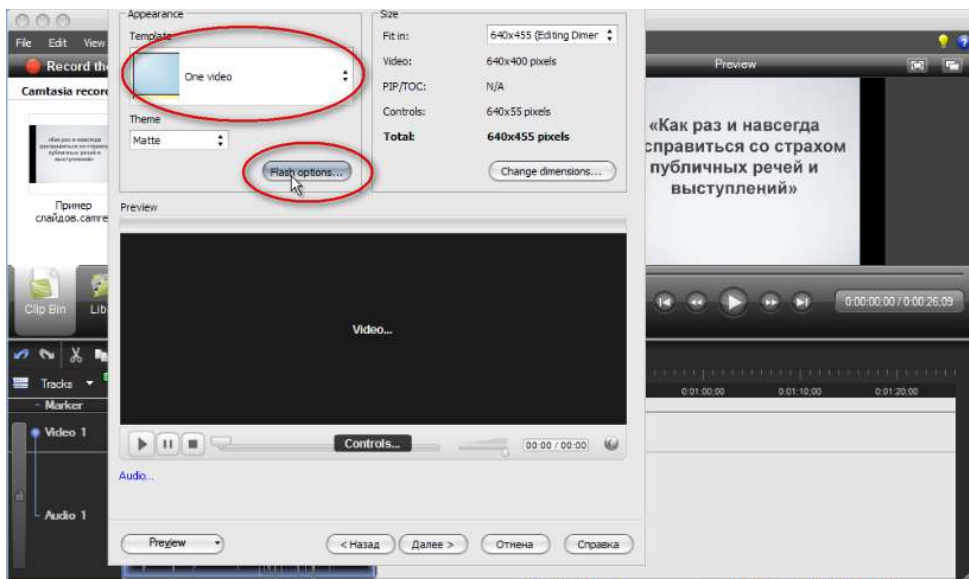 Appearance
Template
One video
Theme
Matte
Flash options...
Size
Fit in:
640x455 (Editing Dimer
Video:
640x400 pixels
PIP/TOC:
N/A
Controls:
640x55 pixels
Total:
640x455 pixels
Change dimensions...
File Edit View
Record the
Camtasia recor
Пример
слайдов.camre
Clip Bin
Lib
Preview
Video...
Controls...
00:00 / 00:00
Audio...
Preview
< Назад
Далее >
Отмена
Справка
Preview
«Как раз и навсегда
справиться со страхом
публичных речей и
выступлений»
0:00:00;00 / 0:00:26;09
Tracks
0:01:00;00 0:01:10;00 0:01:20;00
Marker
Video 1
Audio 1